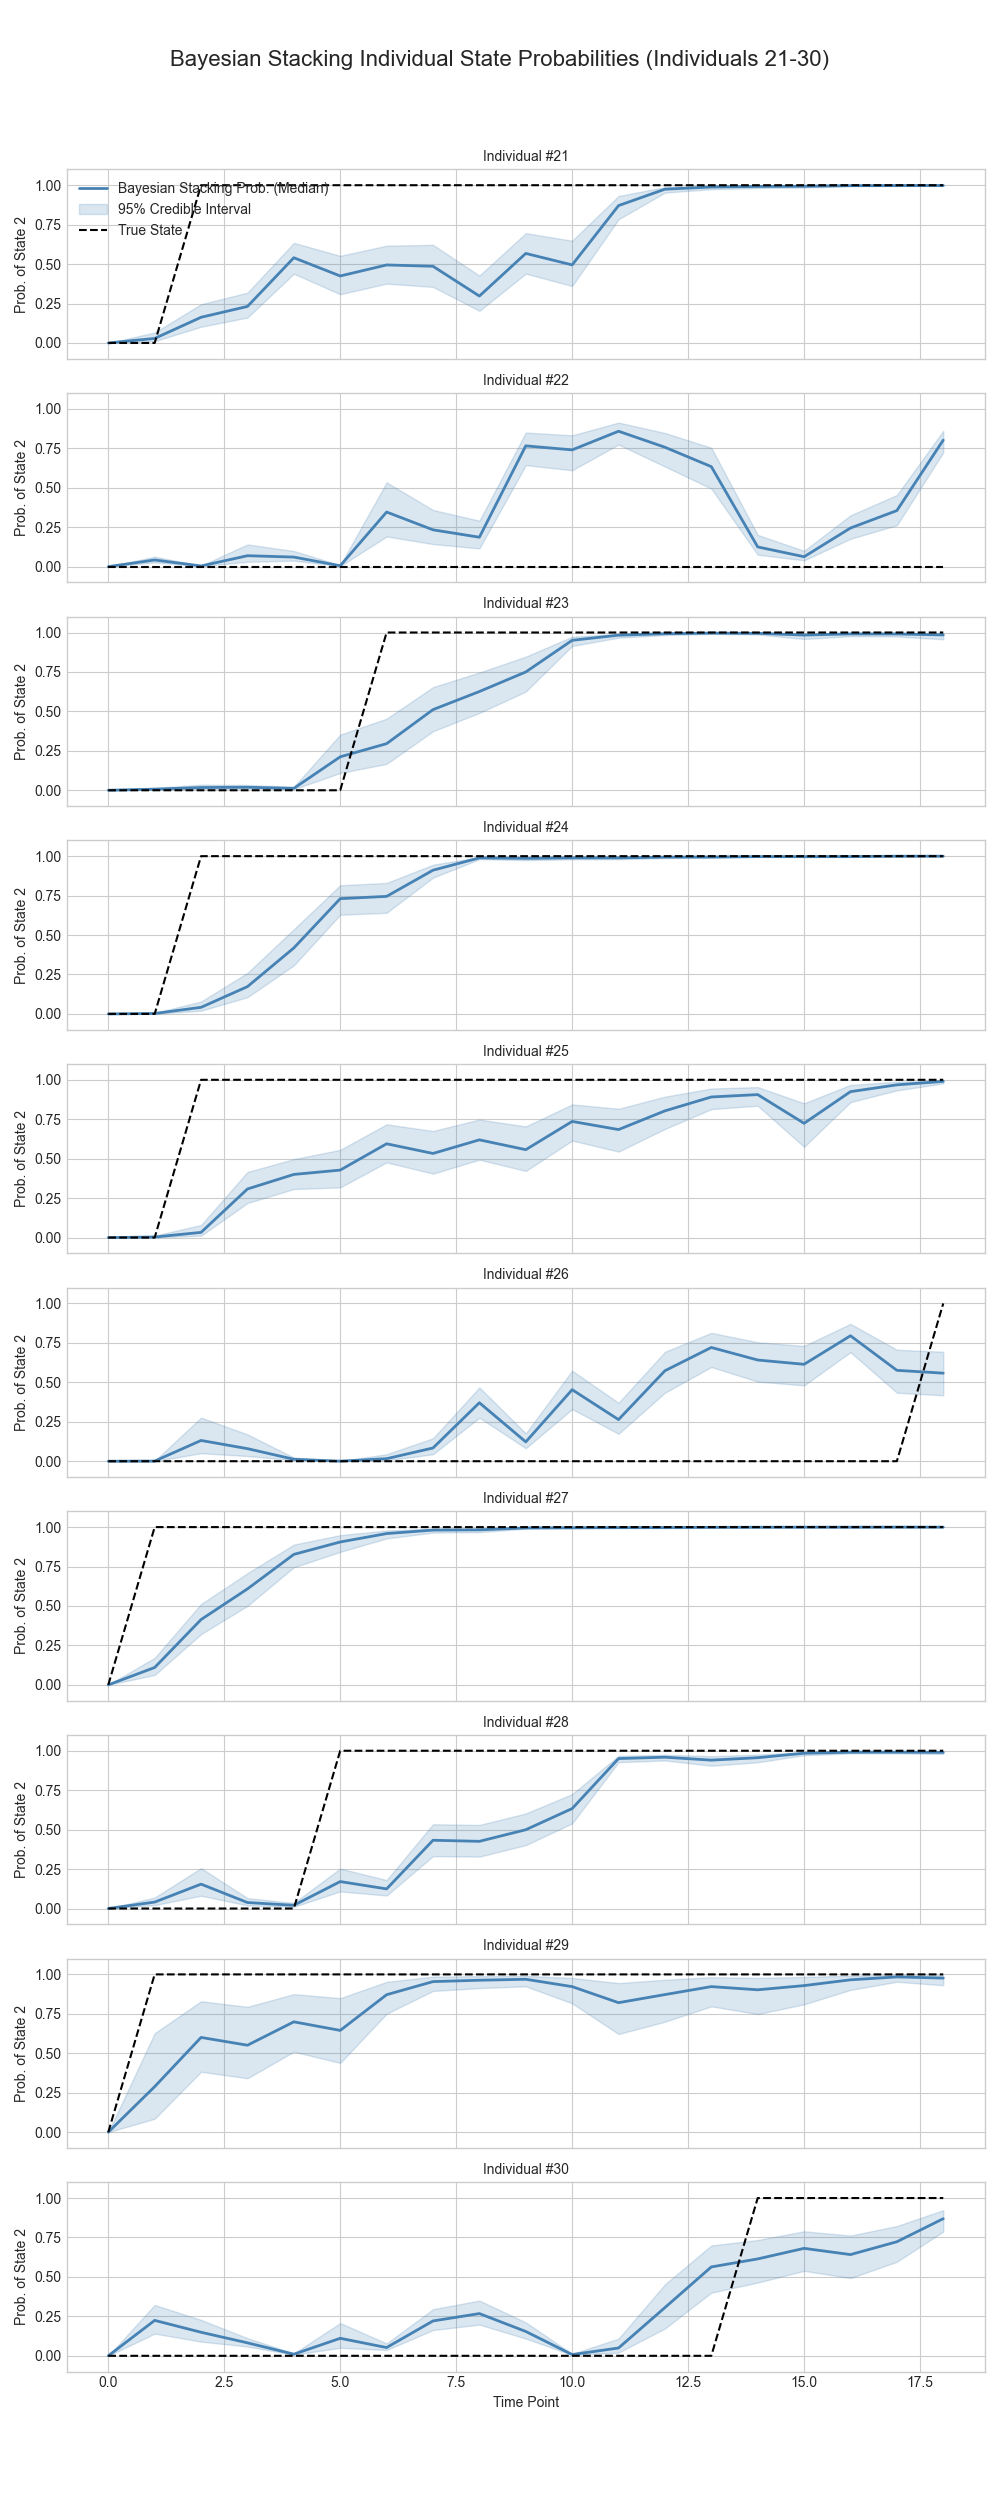 Bayesian Stacking Individual State Probabilities (Individuals 21-30)
Individual #21
Bayesian Stacking Prob. (Median)
95% Credible Interval
True State
Prob. of State 2
1.00
0.75
0.50
0.25
0.00
Individual #22
Prob. of State 2
1.00
0.75
0.50
0.25
0.00
Individual #23
Prob. of State 2
1.00
0.75
0.50
0.25
0.00
Individual #24
Prob. of State 2
1.00
0.75
0.50
0.25
0.00
Individual #25
Prob. of State 2
1.00
0.75
0.50
0.25
0.00
Individual #26
Prob. of State 2
1.00
0.75
0.50
0.25
0.00
Individual #27
Prob. of State 2
1.00
0.75
0.50
0.25
0.00
Individual #28
Prob. of State 2
1.00
0.75
0.50
0.25
0.00
Individual #29
Prob. of State 2
1.00
0.75
0.50
0.25
0.00
Individual #30
Prob. of State 2
1.00
0.75
0.50
0.25
0.00
0.0 2.5 5.0 7.5 10.0 12.5 15.0 17.5
Time Point